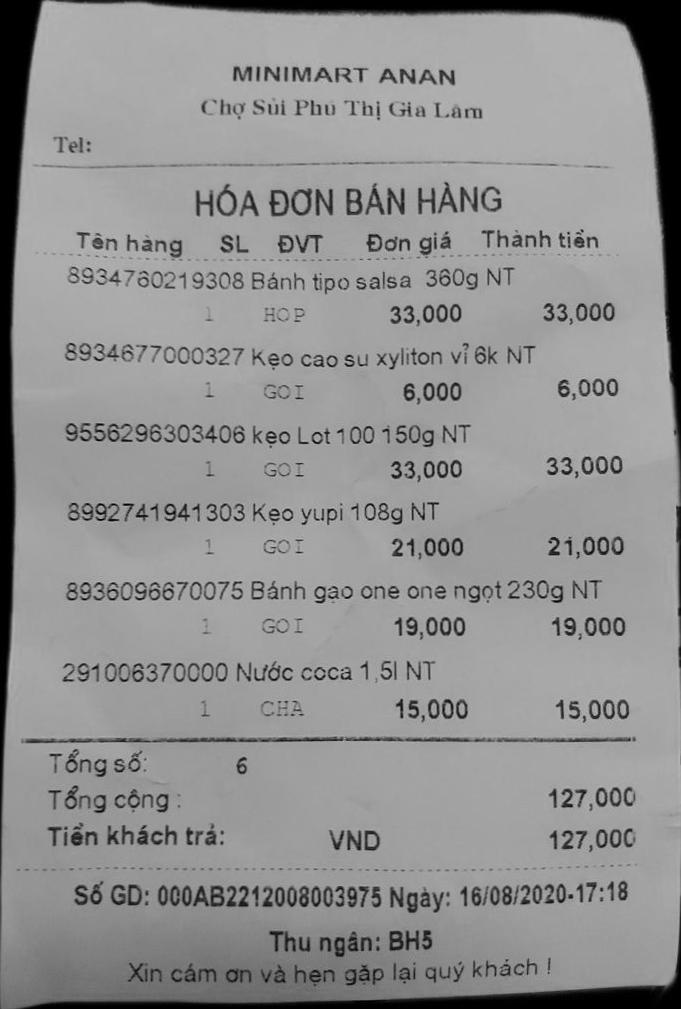 MINIMART ANAN
Chợ Sủi Phú Thị Gia Lâm
Tel:
HÓA ĐƠN BÁN HÀNG
Tên hàng SL ĐVT Đơn giá Thành tiền
8934760219308 Bánh tipo salsa 360g NT
1 HOP 33,000 33,000
8934677000327 Kẹo cao su xyliton vỉ 6k NT
1 GOI 6,000 6,000
9556296303406 kẹo Lot 100 150g NT
1 GOI 33,000 33,000
8992741941303 Kẹo yupi 108g NT
1 GOI 21,000 21,000
8936096670075 Bánh gạo one one ngọt 230g NT
1 GOI 19,000 19,000
291006370000 Nước coca 1,5l NT
1 CHA 15,000 15,000
Tổng số: 6
Tổng cộng : 127,000
Tiền khách trả: VND 127,000
Số GD: 000AB2212008003975 Ngày: 16/08/2020-17:18
Thu ngân: BH5
Xin cám ơn và hẹn gặp lại quý khách !